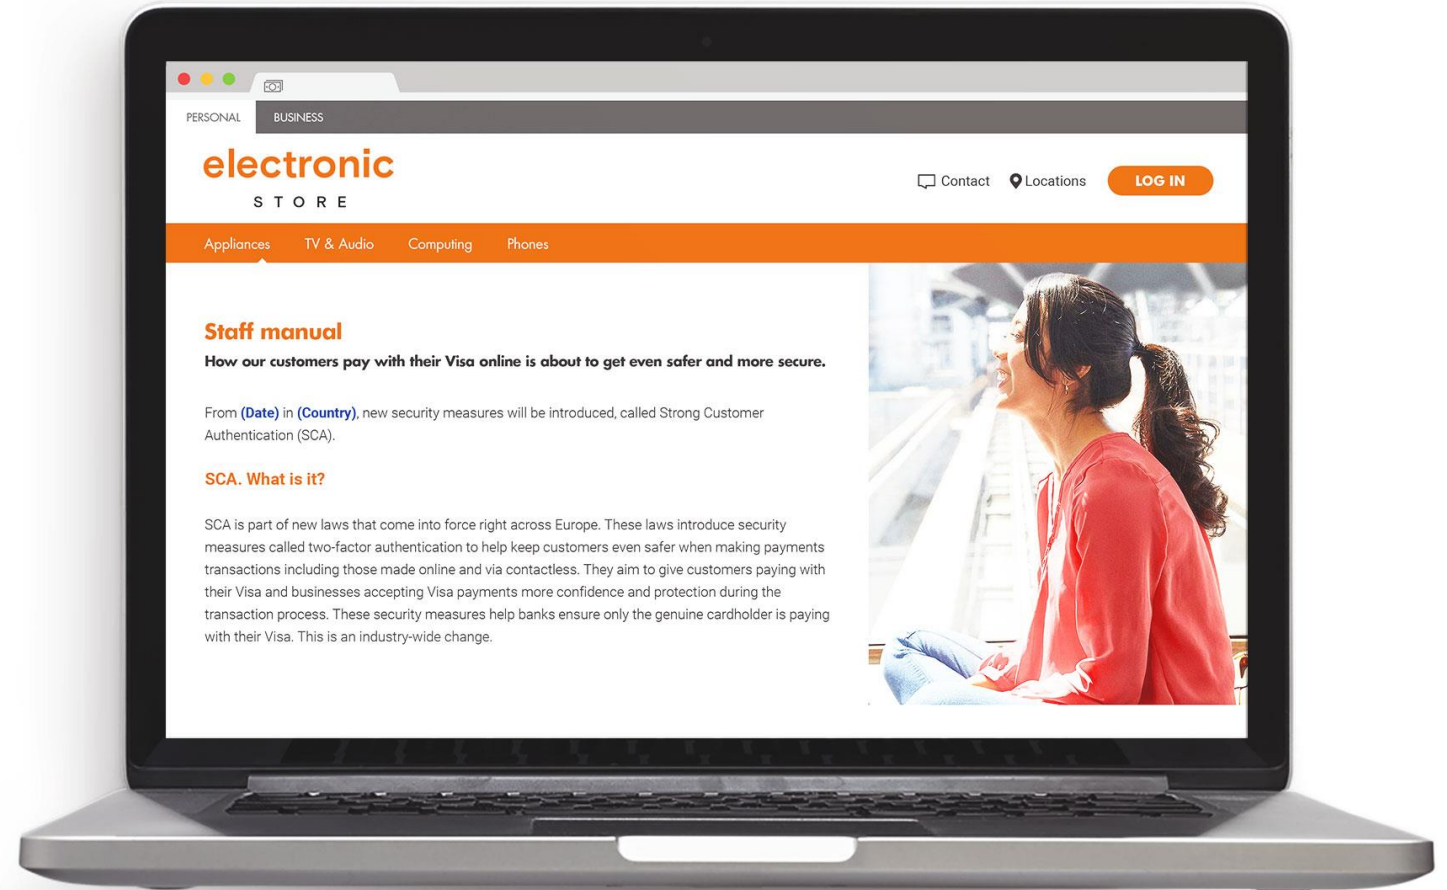 PERSONAL BUSINESS
electronic
STORE
Contact Locations LOG IN
Appliances TV & Audio Computing Phones
Staff manual
How our customers pay with their Visa online is about to get even safer and more secure.
From (Date) in (Country), new security measures will be introduced, called Strong Customer
Authentication (SCA).
SCA. What is it?
SCA is part of new laws that come into force right across Europe. These laws introduce security
measures called two-factor authentication to help keep customers even safer when making payments
transactions including those made online and via contactless. They aim to give customers paying with
their Visa and businesses accepting Visa payments more confidence and protection during the
transaction process. These security measures help banks ensure only the genuine cardholder is paying
with their Visa. This is an industry-wide change.